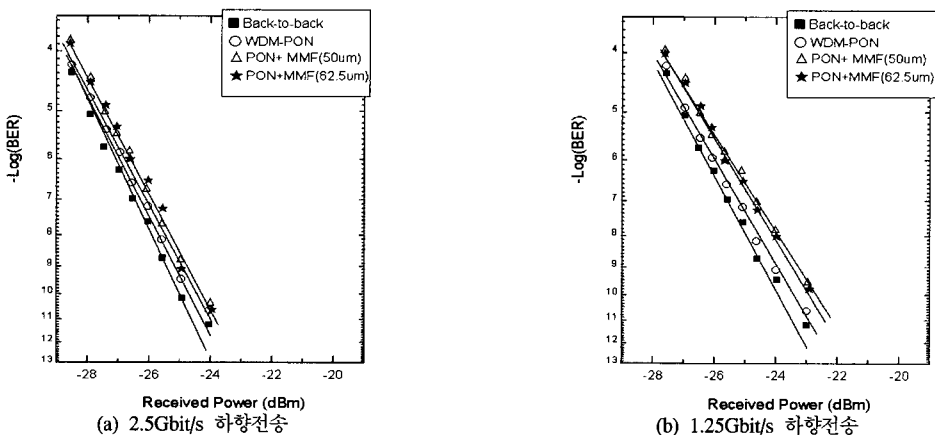 Back-to-back
WDM-PON
PON+ MMF(50um)
PON+MMF(62.5um)
-Log(BER)
4
5
6
7
8
9
10
11
12
13
-28
-26
-24
-22
-20
Received Power (dBm)
(a) 2.5Gbit/s 하향전송
Back-to-back
WDM-PON
PON+ MMF(50um)
PON+MMF(62.5um)
-Log(BER)
4
5
6
7
8
9
10
11
12
13
-28
-26
-24
-22
-20
Received Power (dBm)
(b) 1.25Gbit/s 하향전송